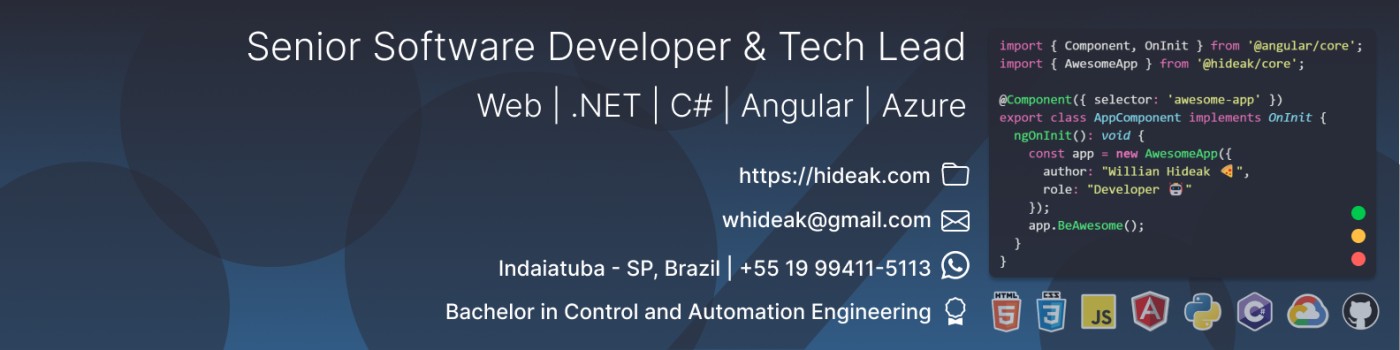 Senior Software Developer & Tech Lead
Web | .NET | C# | Angular | Azure
https://hideak.com
whideak@gmail.com
Indaiatuba - SP, Brazil | +55 19 99411-5113
Bachelor in Control and Automation Engineering
import { Component, OnInit } from '@angular/core';
import { AwesomeApp } from '@hideak/core';
@Component({ selector: 'awesome-app' })
export class AppComponent implements OnInit {
ngOnInit(): void {
const app = new AwesomeApp({
author: "Willian Hideak 🍕",
role: "Developer 🤖"
});
app.BeAwesome();
}
}
HTML CSS
5 3 JS A C#